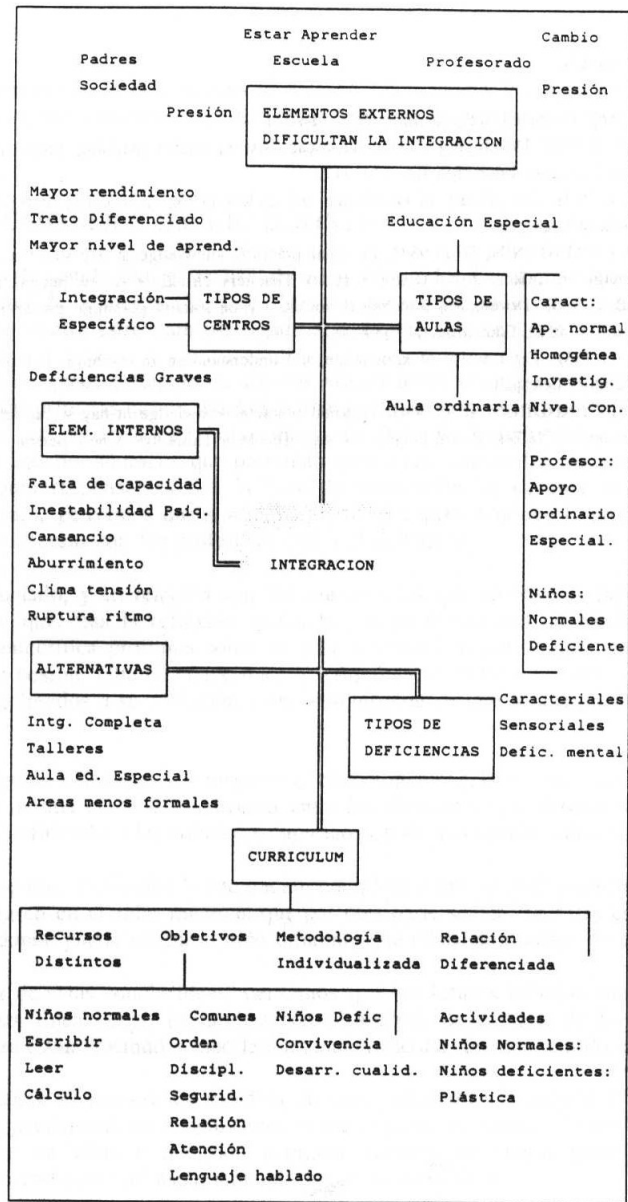 Estar Aprender
Cambio
Padres
Escuela
Profesorado
Sociedad
Presión
Presión
ELEMENTOS EXTERNOS
DIFICULTAN LA INTEGRACION
Mayor rendimiento
Trato Diferenciado
Mayor nivel de aprend.
Educación Especial
Integración
Específico
TIPOS DE
CENTROS
TIPOS DE
AULAS
Caract:
Ap. normal
Homogénea
Investig.
Nivel con.
Deficiencias Graves
Aula ordinaria
ELEM. INTERNOS
Profesor:
Apoyo
Ordinario
Especial.
Falta de Capacidad
Inestabilidad Psiq.
Cansancio
Aburrimiento
Clima tensión
Ruptura ritmo
INTEGRACION
Niños:
Normales
Deficiente
ALTERNATIVAS
Intg. Completa
Talleres
Aula ed. Especial
Areas menos formales
TIPOS DE
DEFICIENCIAS
Caracteriales
Sensoriales
Defic. mental
CURRICULUM
Recursos
Distintos
Objetivos
Metodología
Individualizada
Relación
Diferenciada
Niños normales
Escribir
Leer
Cálculo
Comunes
Orden
Discipl.
Segurid.
Relación
Atención
Lenguaje hablado
Niños Defic
Convivencia
Desarr. cualid.
Actividades
Niños Normales:
Niños deficientes:
Plástica